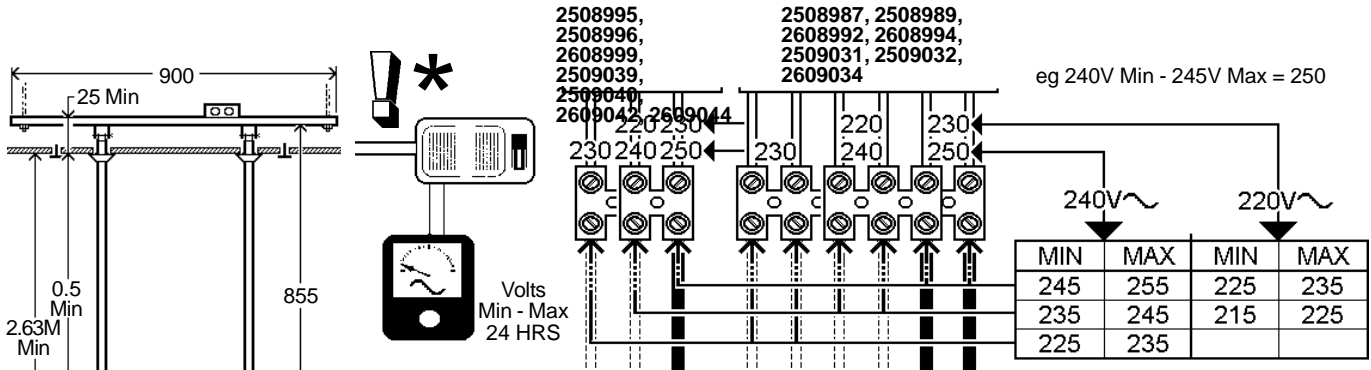 900
25 Min
0.5
Min
2.63M
Min
855
!*
Volts
Min - Max
24 HRS
2508995,
2508996,
2608999,
2509039,
2509040,
2609042, 2609044
2508987, 2508989,
2608992, 2608994,
2509031, 2509032,
2609034
eg 240V Min - 245V Max = 250
220 230 220 230
230 240 250 230 240 250
240V 220V
MIN MAX MIN MAX
245 255 225 235
235 245 215 225
225 235